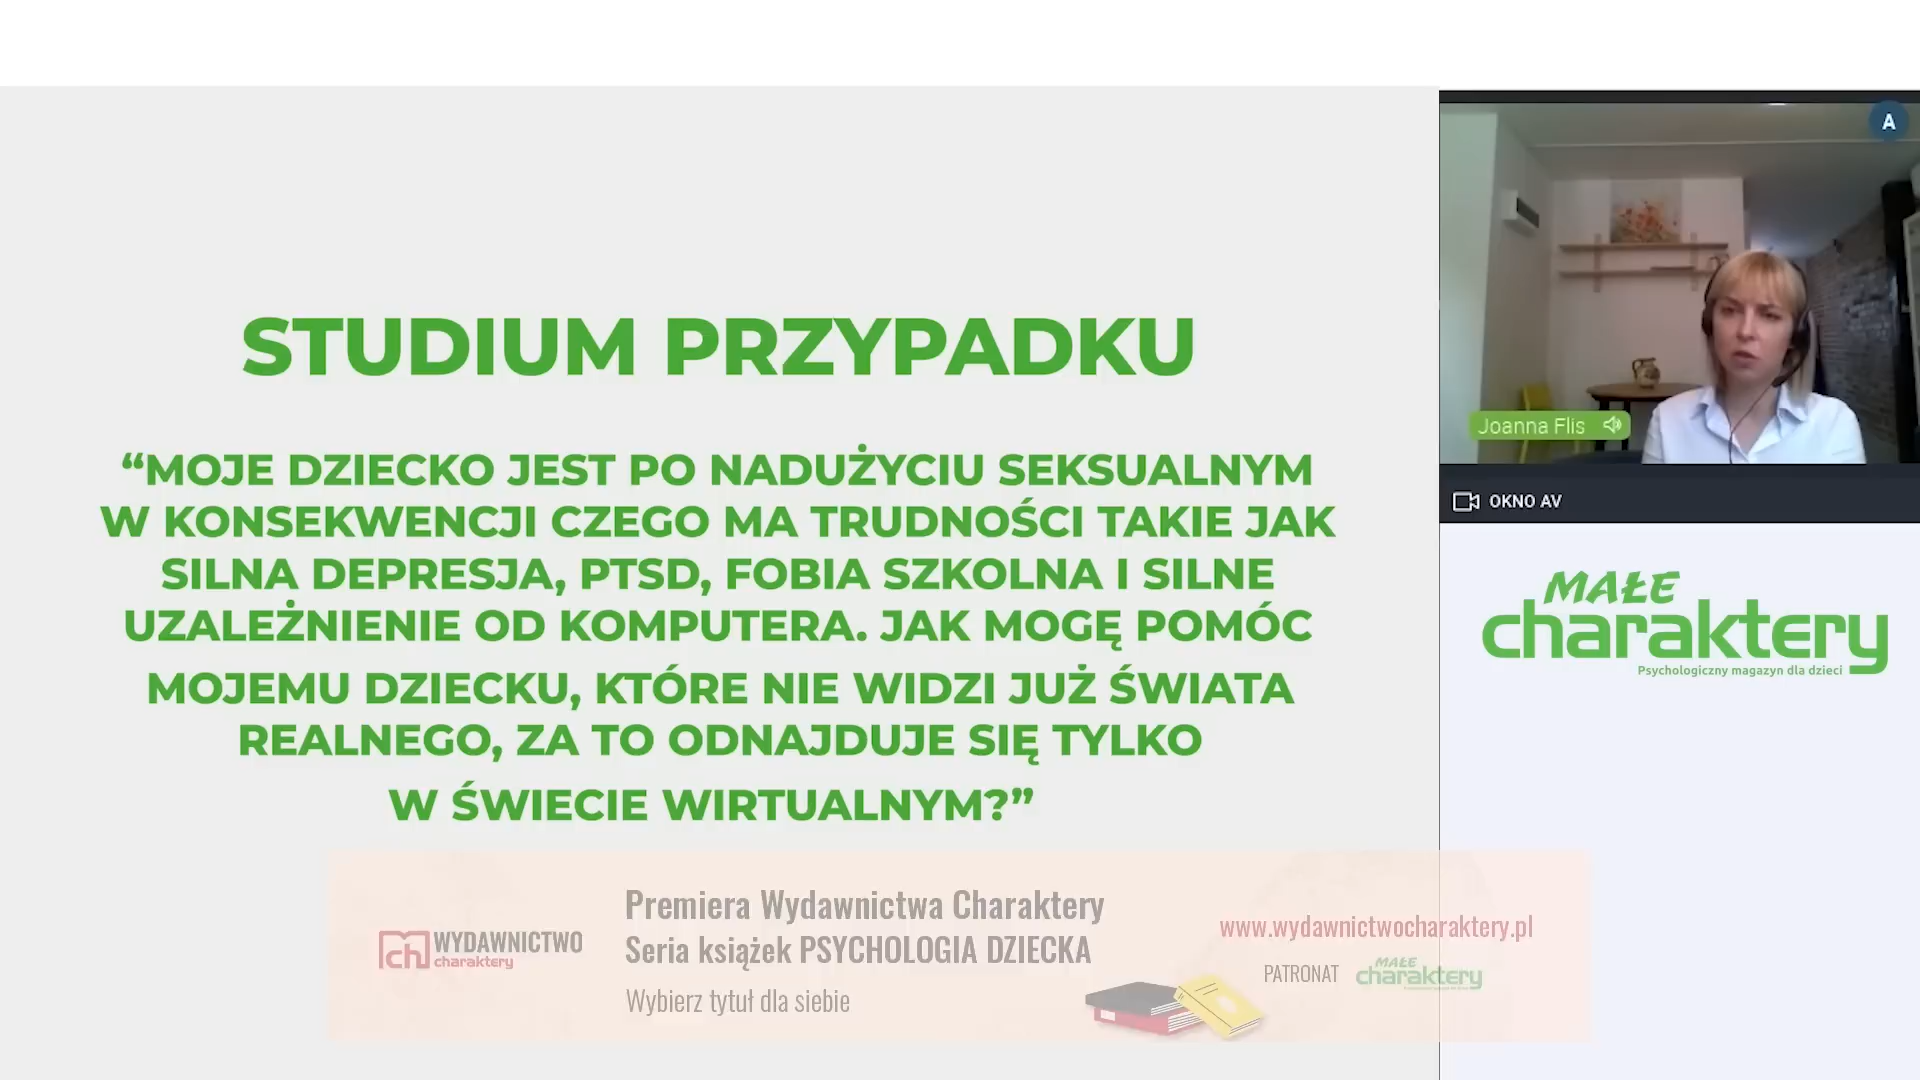 STUDIUM PRZYPADKU
“MOJE DZIECKO JEST PO NADUŻYCIU SEKSUALNYM
W KONSEKWENCJI CZEGO MA TRUDNOŚCI TAKIE JAK
SILNA DEPRESJA, PTSD, FOBIA SZKOLNA I SILNE
UZALEŻNIENIE OD KOMPUTERA. JAK MOGĘ POMÓC
MOJEMU DZIECKU, KTÓRE NIE WIDZI JUŻ ŚWIATA
REALNEGO, ZA TO ODNAJDUJE SIĘ TYLKO
W ŚWIECIE WIRTUALNYM?”
A
Joanna Flis
OKNO AV
MAŁE
charaktery
Psychologiczny magazyn dla dzieci
ch WYDAWNICTWO
charaktery
Premiera Wydawnictwa Charaktery
Seria książek PSYCHOLOGIA DZIECKA
Wybierz tytuł dla siebie
www.wydawnictwocharaktery.pl
PATRONAT
MAŁE
charaktery